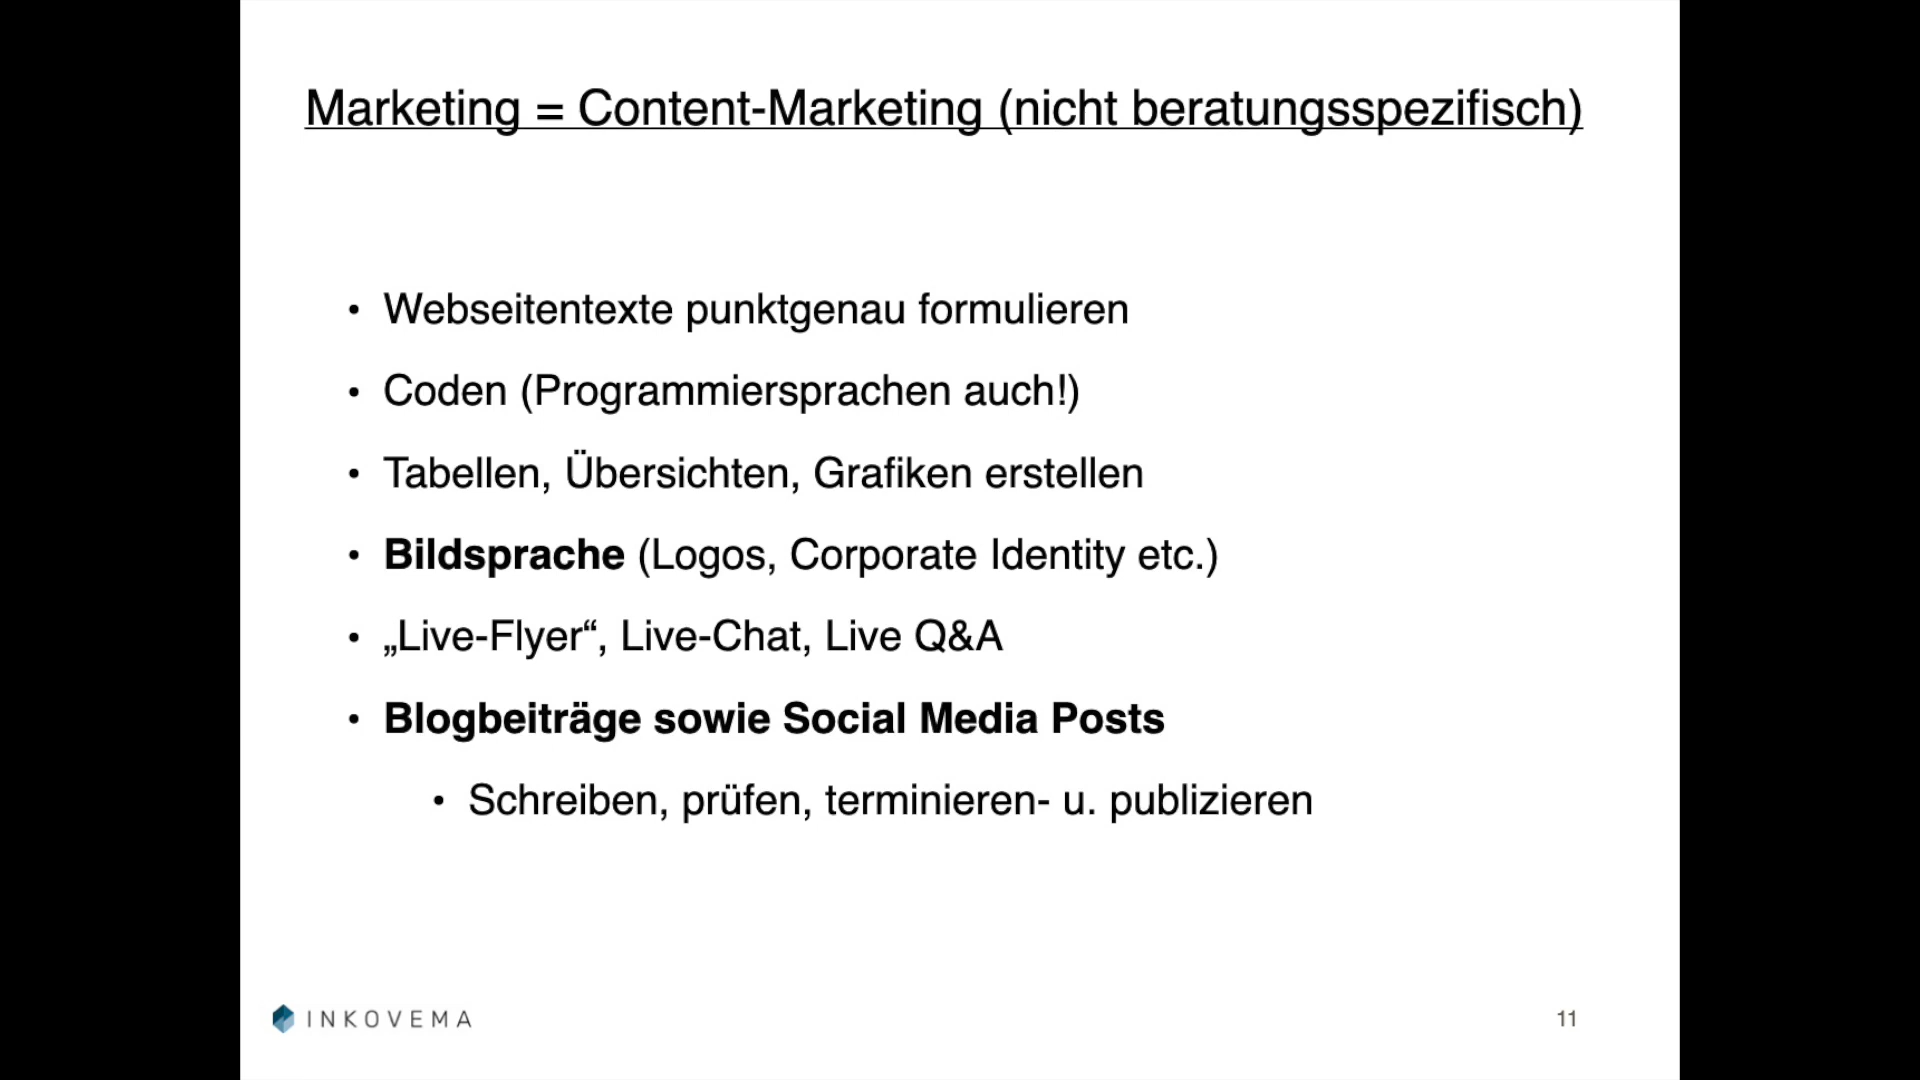 Marketing = Content-Marketing (nicht beratungsspezifisch)
• Webseitentexte punktgenau formulieren
• Coden (Programmiersprachen auch!)
• Tabellen, Übersichten, Grafiken erstellen
• Bildsprache (Logos, Corporate Identity etc.)
• „Live-Flyer“, Live-Chat, Live Q&A
• Blogbeiträge sowie Social Media Posts
• Schreiben, prüfen, terminieren- u. publizieren
INKOVEMA
11